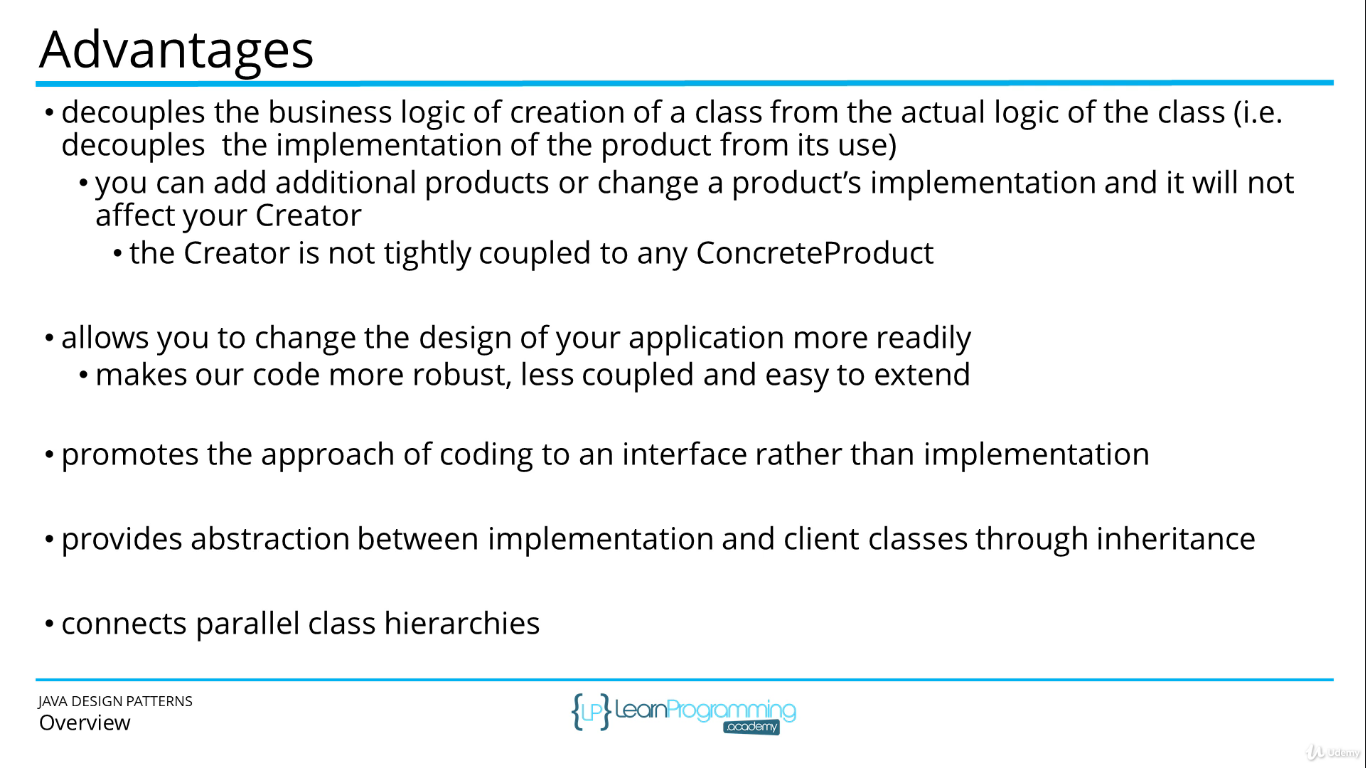 Advantages
• decouples the business logic of creation of a class from the actual logic of the class (i.e.
decouples  the implementation of the product from its use)
• you can add additional products or change a product’s implementation and it will not
affect your Creator
• the Creator is not tightly coupled to any ConcreteProduct
• allows you to change the design of your application more readily
• makes our code more robust, less coupled and easy to extend
• promotes the approach of coding to an interface rather than implementation
• provides abstraction between implementation and client classes through inheritance
• connects parallel class hierarchies
JAVA DESIGN PATTERNS
Overview
{LP} LearnProgramming
.academy
Udemy